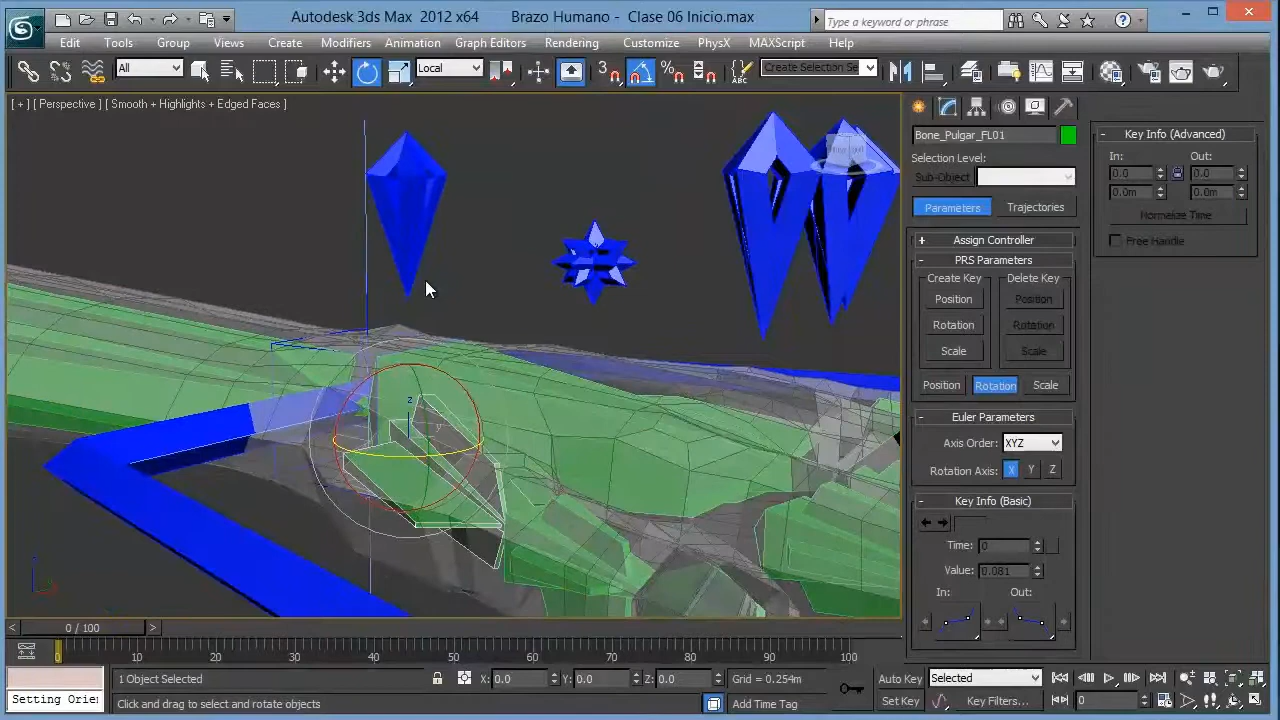 Autodesk 3ds Max 2012 x64 Brazo Humano - Clase 06 Inicio.max
Type a keyword or phrase
Edit Tools Group Views Create Modifiers Animation Graph Editors Rendering Customize PhysX MAXScript Help
All Local 3 Create Selection Se
[ + ] [ Perspective ] [ Smooth + Highlights + Edged Faces ]
Bone_Pulgar_FL01
Selection Level:
Sub-Object
Parameters Trajectories
+ Assign Controller
- PRS Parameters
Create Key Delete Key
Position Position
Rotation Rotation
Scale Scale
Position Rotation Scale
- Euler Parameters
Axis Order: XYZ
Rotation Axis: X Y Z
- Key Info (Basic)
Time: 0
Value: 0.081
In: Out:
- Key Info (Advanced)
In: Out:
0.0 0.0
0.0m 0.0m
Normalize Time
Free Handle
z
y
< 0 / 100 >
0 10 20 30 40 50 60 70 80 90 100
1 Object Selected X: 0.0 Y: 0.0 Z: 0.0 Grid = 0.254m Auto Key Selected
Setting Orie Click and drag to select and rotate objects Add Time Tag Set Key Key Filters... 0